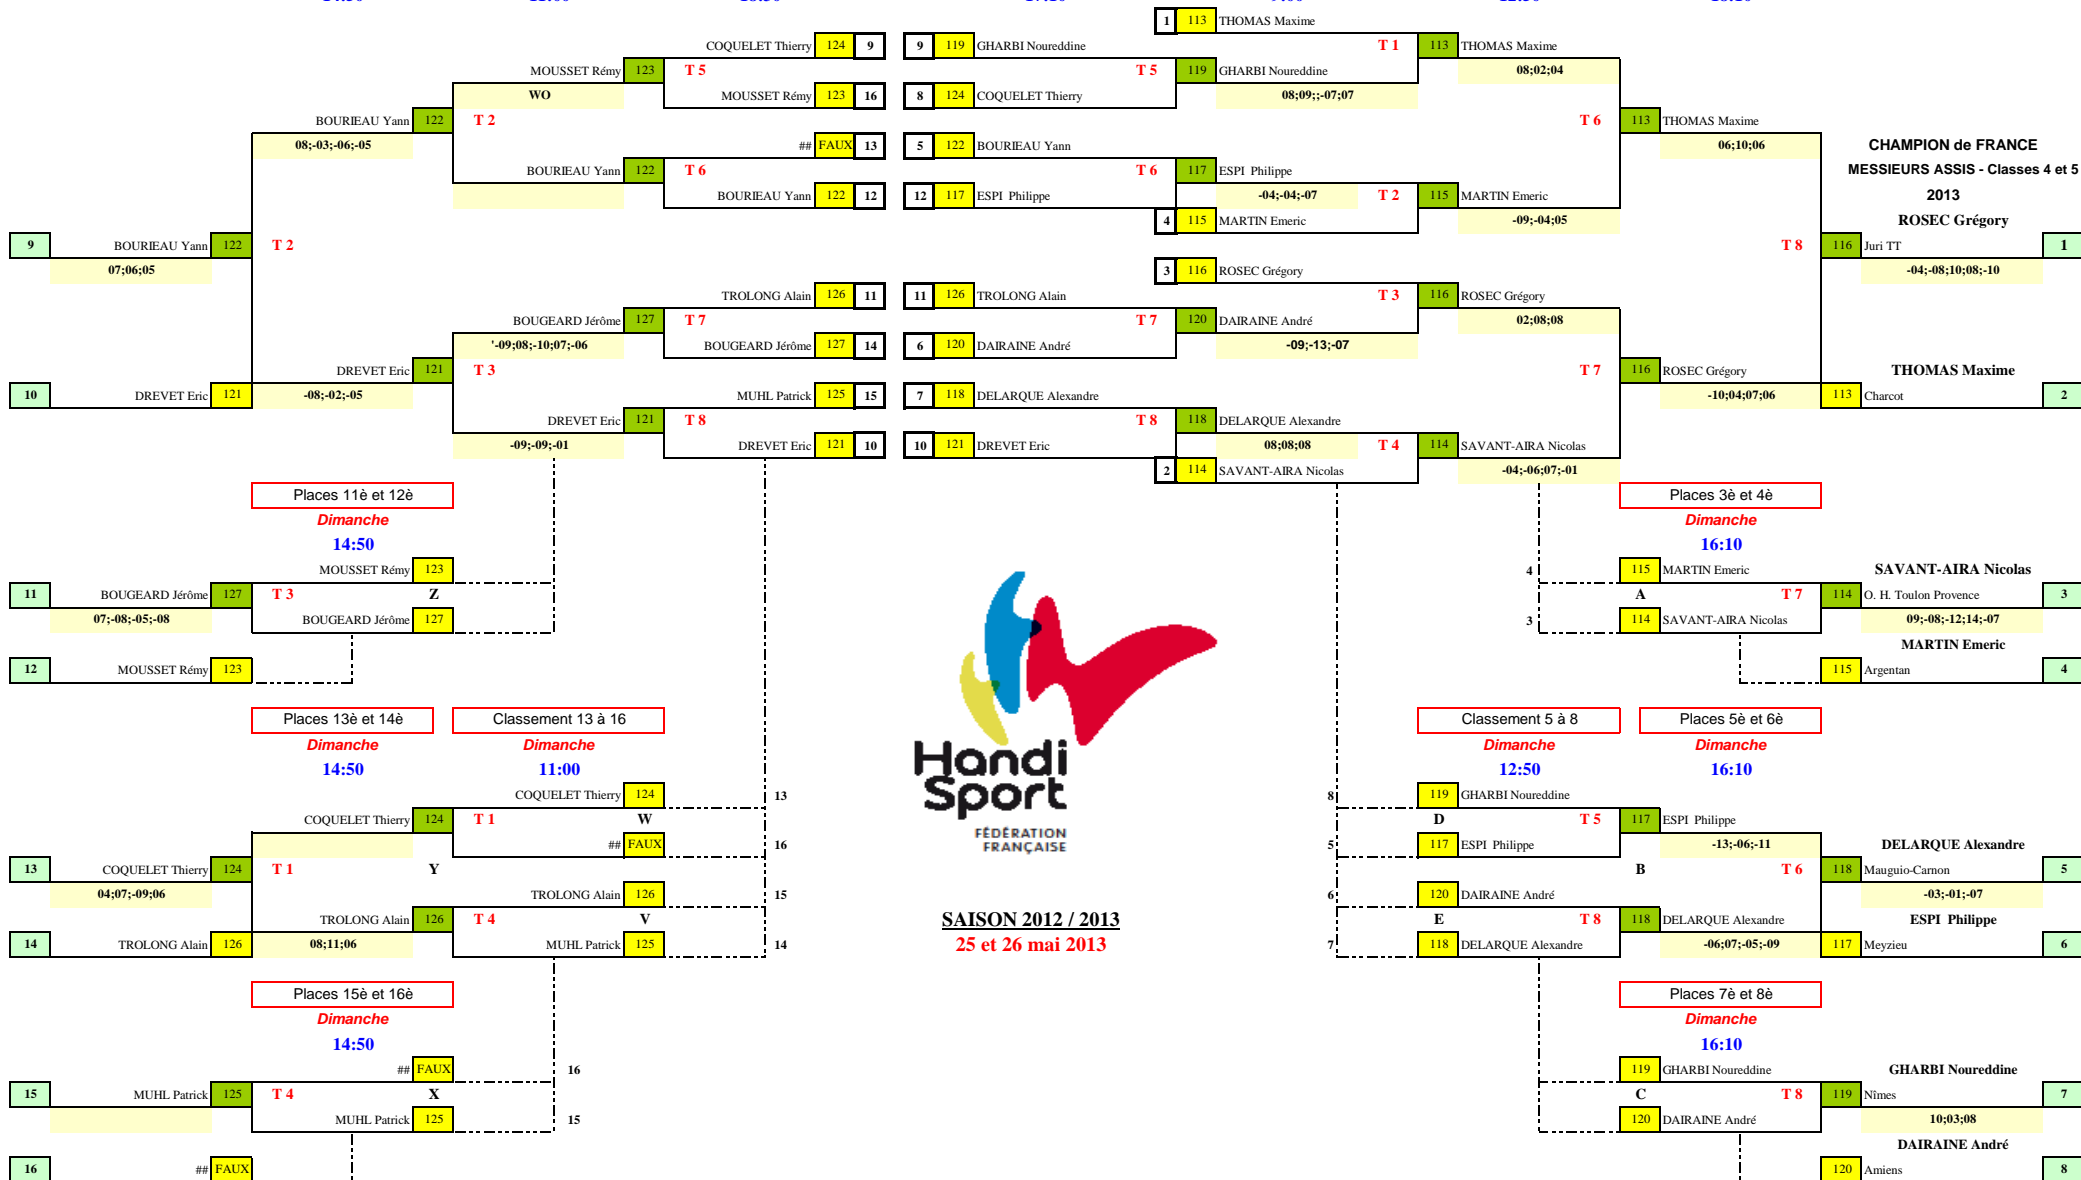 1 113 THOMAS Maxime
COQUELET Thierry 124 9 9 119 GHARBI Noureddine T 1 113 THOMAS Maxime
MOUSSET Rémy 123 T 5 T 5 119 GHARBI Noureddine 08;02;04
WO MOUSSET Rémy 123 16 8 124 COQUELET Thierry 08;09;;-07;07
BOURIEAU Yann 122 T 2 T 6 113 THOMAS Maxime
08;-03;-06;-05 ## FAUX 13 5 122 BOURIEAU Yann 06;10;06 CHAMPION de FRANCE
BOURIEAU Yann 122 T 6 T 6 117 ESPI Philippe MESSIEURS ASSIS - Classes 4 et 5
BOURIEAU Yann 122 12 12 117 ESPI Philippe -04;-04;-07 T 2 115 MARTIN Emeric 2013
4 115 MARTIN Emeric -09;-04;05 ROSEC Grégory
9 BOURIEAU Yann 122 T 2 T 8 116 Juri TT 1
07;06;05 3 116 ROSEC Grégory -04;-08;10;08;-10
TROLONG Alain 126 11 11 126 TROLONG Alain T 3 116 ROSEC Grégory
BOUGEARD Jérôme 127 T 7 T 7 120 DAIRAINE André 02;08;08
'-09;08;-10;07;-06 BOUGEARD Jérôme 127 14 6 120 DAIRAINE André -09;-13;-07
DREVET Eric 121 T 3 T 7 116 ROSEC Grégory THOMAS Maxime
10 DREVET Eric 121 -08;-02;-05 MUHL Patrick 125 15 7 118 DELARQUE Alexandre -10;04;07;06 113 Charcot 2
DREVET Eric 121 T 8 T 8 118 DELARQUE Alexandre
-09;-09;-01 DREVET Eric 121 10 10 121 DREVET Eric 08;08;08 T 4 114 SAVANT-AIRA Nicolas
2 114 SAVANT-AIRA Nicolas -04;-06;07;-01
Places 11è et 12è Places 3è et 4è
Dimanche Dimanche
14:50 16:10
MOUSSET Rémy 123 4 115 MARTIN Emeric SAVANT-AIRA Nicolas
11 BOUGEARD Jérôme 127 T 3 Z A T 7 114 O. H. Toulon Provence 3
07;-08;-05;-08 BOUGEARD Jérôme 127 3 114 SAVANT-AIRA Nicolas 09;-08;-12;14;-07
MARTIN Emeric
12 MOUSSET Rémy 123 115 Argentan 4
Places 13è et 14è Classement 13 à 16 Classement 5 à 8 Places 5è et 6è
Dimanche Dimanche Dimanche Dimanche
14:50 11:00 12:50 16:10
Handi
Sport
FÉDÉRATION
FRANÇAISE
COQUELET Thierry 124 13 8 119 GHARBI Noureddine
COQUELET Thierry 124 T 1 W D T 5 117 ESPI Philippe
## FAUX 16 5 117 ESPI Philippe -13;-06;-11 DELARQUE Alexandre
13 COQUELET Thierry 124 T 1 Y B T 6 118 Mauguio-Carnon 5
04;07;-09;06 TROLONG Alain 126 15 6 120 DAIRAINE André -03;-01;-07
TROLONG Alain 126 T 4 V SAISON 2012 / 2013 E T 8 118 DELARQUE Alexandre ESPI Philippe
14 TROLONG Alain 126 08;11;06 MUHL Patrick 125 14 25 et 26 mai 2013 7 118 DELARQUE Alexandre -06;07;-05;-09 117 Meyzieu 6
Places 15è et 16è Places 7è et 8è
Dimanche Dimanche
14:50 16:10
## FAUX 16 119 GHARBI Noureddine GHARBI Noureddine
15 MUHL Patrick 125 T 4 X C T 8 119 Nîmes 7
MUHL Patrick 125 15 120 DAIRAINE André 10;03;08
DAIRAINE André
16 ## FAUX 120 Amiens 8